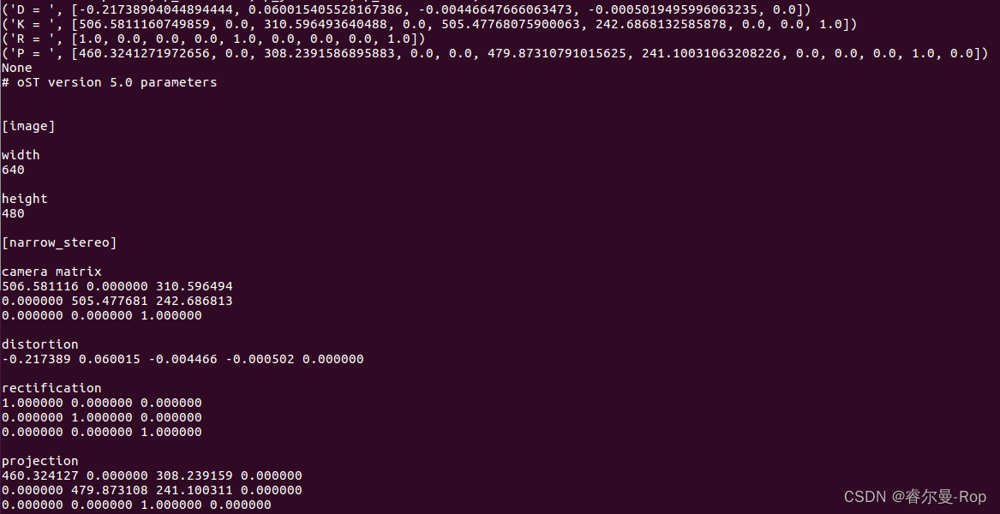 ('D = ', [-0.21738904044894444, 0.060015405528167386, -0.00446647666063473, -0.0005019495996063235, 0.0])
('K = ', [506.5811160749859, 0.0, 310.596493640488, 0.0, 505.47768075900063, 242.6868132585878, 0.0, 0.0, 1.0])
('R = ', [1.0, 0.0, 0.0, 0.0, 1.0, 0.0, 0.0, 0.0, 1.0])
('P = ', [460.3241271972656, 0.0, 308.2391586895883, 0.0, 0.0, 479.87310791015625, 241.10031063208226, 0.0, 0.0, 0.0, 1.0, 0.0])
None
# oST version 5.0 parameters
[image]
width
640
height
480
[narrow_stereo]
camera matrix
506.581116 0.000000 310.596494
0.000000 505.477681 242.686813
0.000000 0.000000 1.000000
distortion
-0.217389 0.060015 -0.004466 -0.000502 0.000000
rectification
1.000000 0.000000 0.000000
0.000000 1.000000 0.000000
0.000000 0.000000 1.000000
projection
460.324127 0.000000 308.239159 0.000000
0.000000 479.873108 241.100311 0.000000
0.000000 0.000000 1.000000 0.000000
CSDN @睿尔曼-Rop